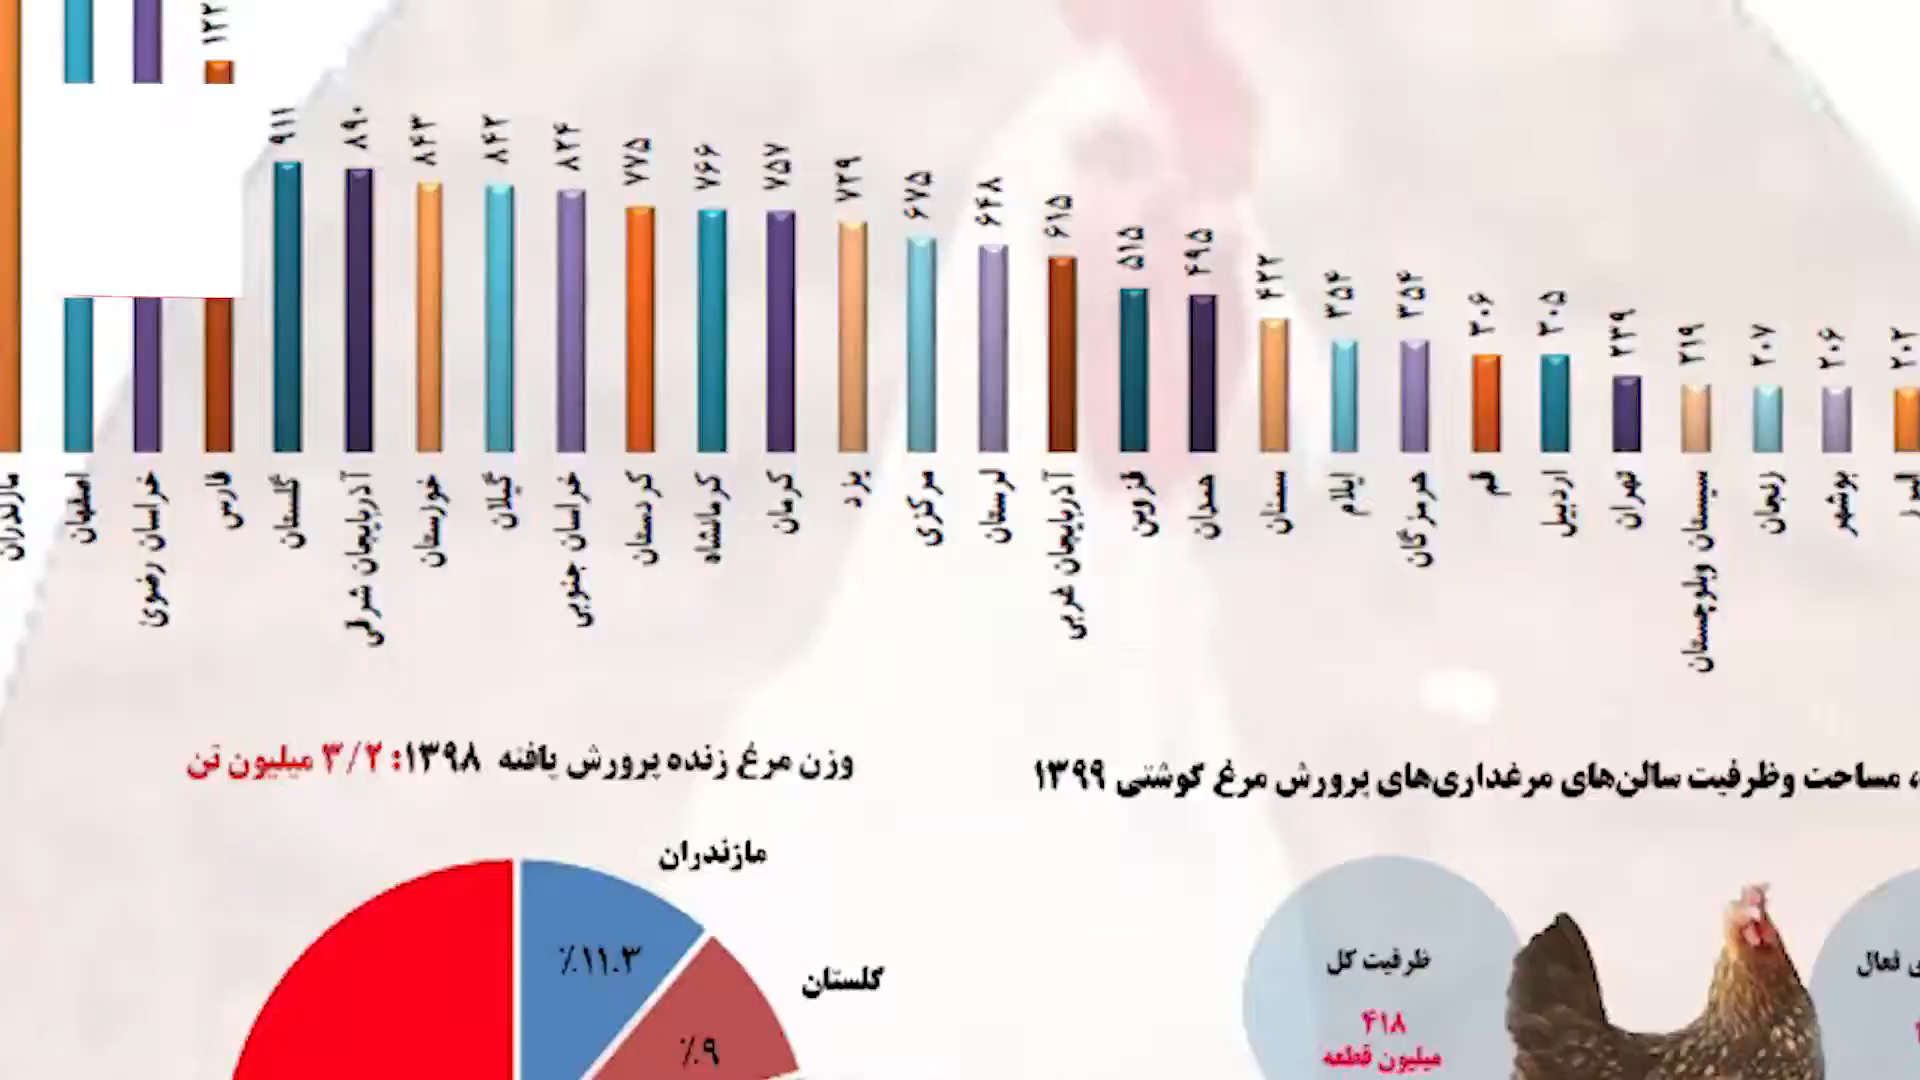 ۹۱۱
۸۹۰
۸۴۳
۸۴۲
۸۲۴
۷۷۵
۷۶۶
۷۵۷
۷۲۹
۶۷۵
۶۴۸
۶۱۵
۵۱۵
۴۹۵
۴۲۲
۳۵۴
۳۵۴
۳۰۶
۳۰۵
۲۳۹
۲۱۹
۲۰۷
۲۰۶
۲۰۲
مازندران
اصفهان
خراسان رضوی
فارس
گلستان
آذربایجان شرقی
خوزستان
گیلان
خراسان جنوبی
کردستان
کرمانشاه
کرمان
یزد
مرکزی
لرستان
آذربایجان غربی
قزوین
همدان
سمنان
ایلام
هرمزگان
قم
اردبیل
تهران
سیستان وبلوچستان
زنجان
بوشهر
وزن مرغ زنده پرورش یافته ۱۳۹۸: ۳/۲ میلیون تن
، مساحت وظرفیت سالن‌های مرغداری‌های پرورش مرغ گوشتی ۱۳۹۹
مازندران
٪۱۱.۳
گلستان
٪۹
ظرفیت کل
۴۱۸
میلیون قطعه
ی فعال